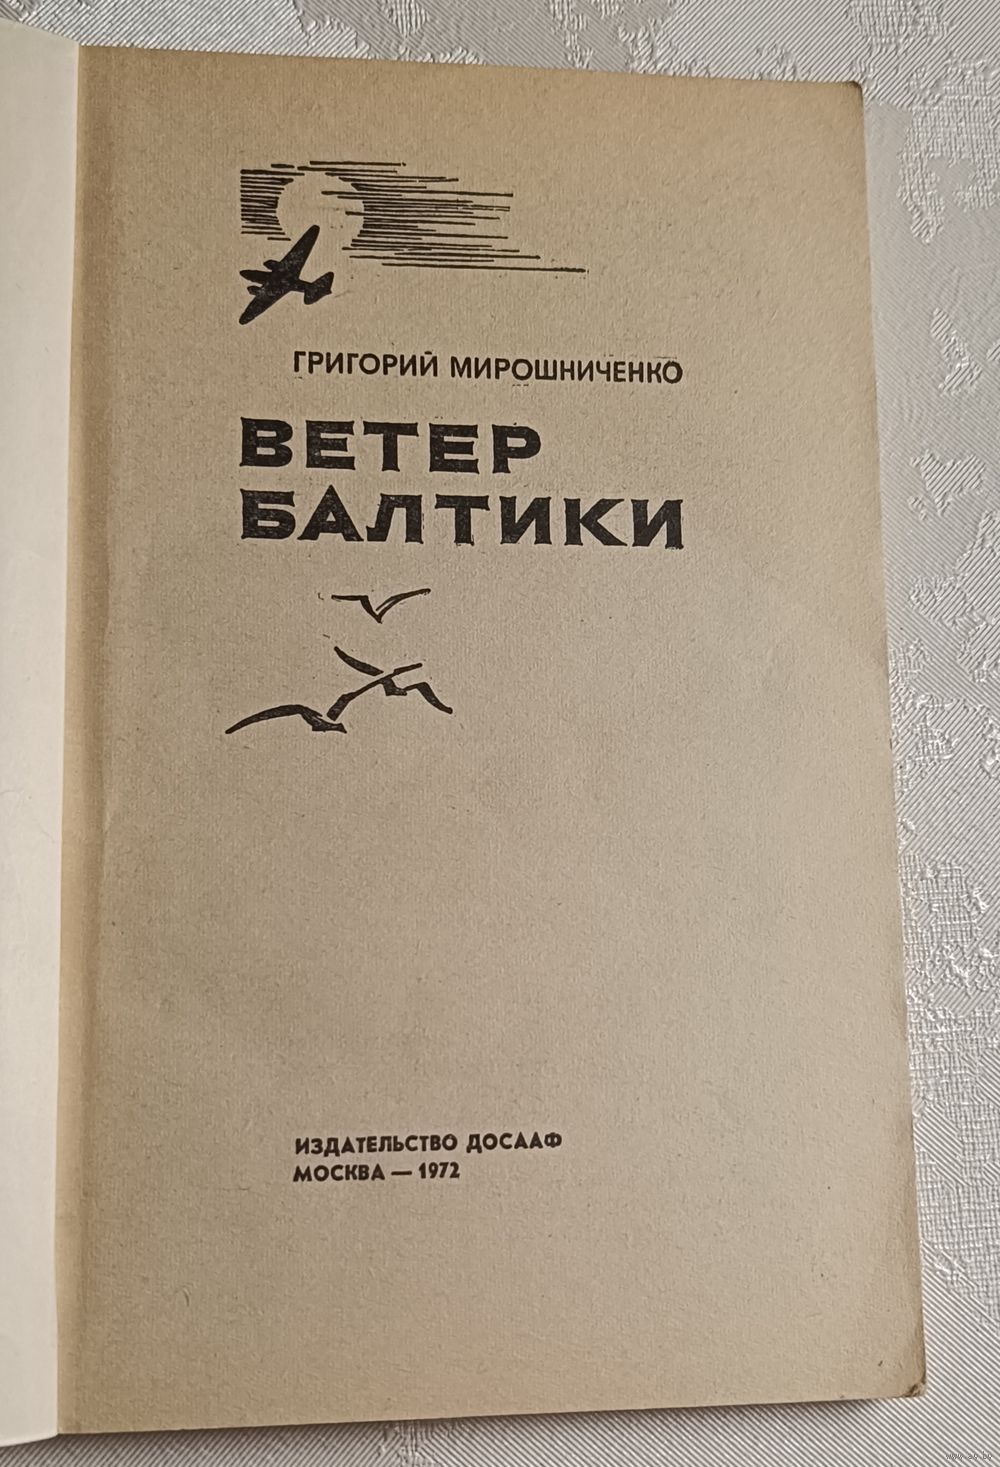 ГРИГОРИЙ МИРОШНИЧЕНКО
ВЕТЕР
БАЛТИКИ
ИЗДАТЕЛЬСТВО ДОСААФ
МОСКВА — 1972